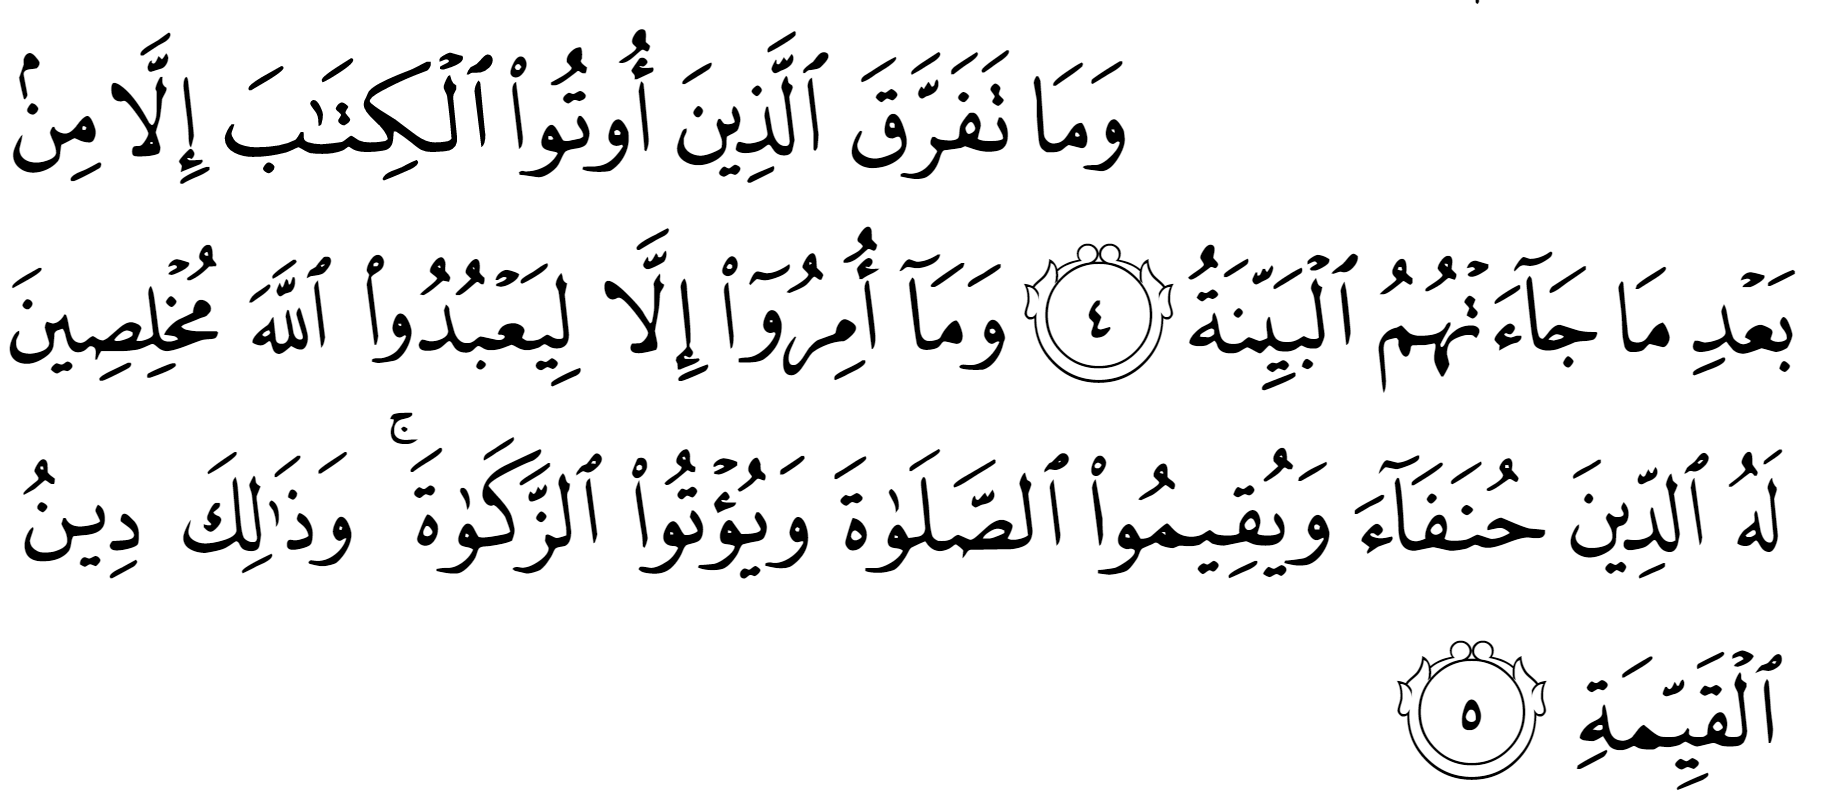 وَمَا تَفَرَّقَ ٱلَّذِينَ أُوتُوا۟ ٱلْكِتَـٰبَ إِلَّا مِنۢ
بَعْدِ مَا جَآءَتْهُمُ ٱلْبَيِّنَةُ ٤ وَمَآ أُمِرُوٓا۟ إِلَّا لِيَعْبُدُوا۟ ٱللَّهَ مُخْلِصِينَ
لَهُ ٱلدِّينَ حُنَفَآءَ وَيُقِيمُوا۟ ٱلصَّلَوٰةَ وَيُؤْتُوا۟ ٱلزَّكَوٰةَ ۚ وَذَٰلِكَ دِينُ
ٱلْقَيِّمَةِ ٥